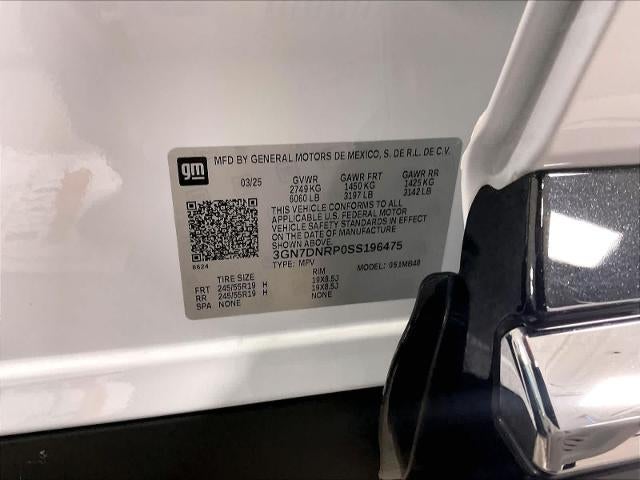 gm
MFD BY GENERAL MOTORS DE MEXICO, S. DE R.L. DE C.V.
03/25 GVWR GAWR FRT GAWR RR
2749 KG 1450 KG 1425 KG
6060 LB 3197 LB 3142 LB
THIS VEHICLE CONFORMS TO ALL
APPLICABLE U.S. FEDERAL MOTOR
VEHICLE SAFETY STANDARDS IN EFFECT
ON THE DATE OF MANUFACTURE
SHOWN ABOVE.
3GN7DNRP0SS196475
8624 TYPE: MPV MODEL: 0S1MB48
TIRE SIZE RIM
FRT 245/55R19 H 19X8.5J
RR 245/55R19 H 19X8.5J
SPA NONE NONE